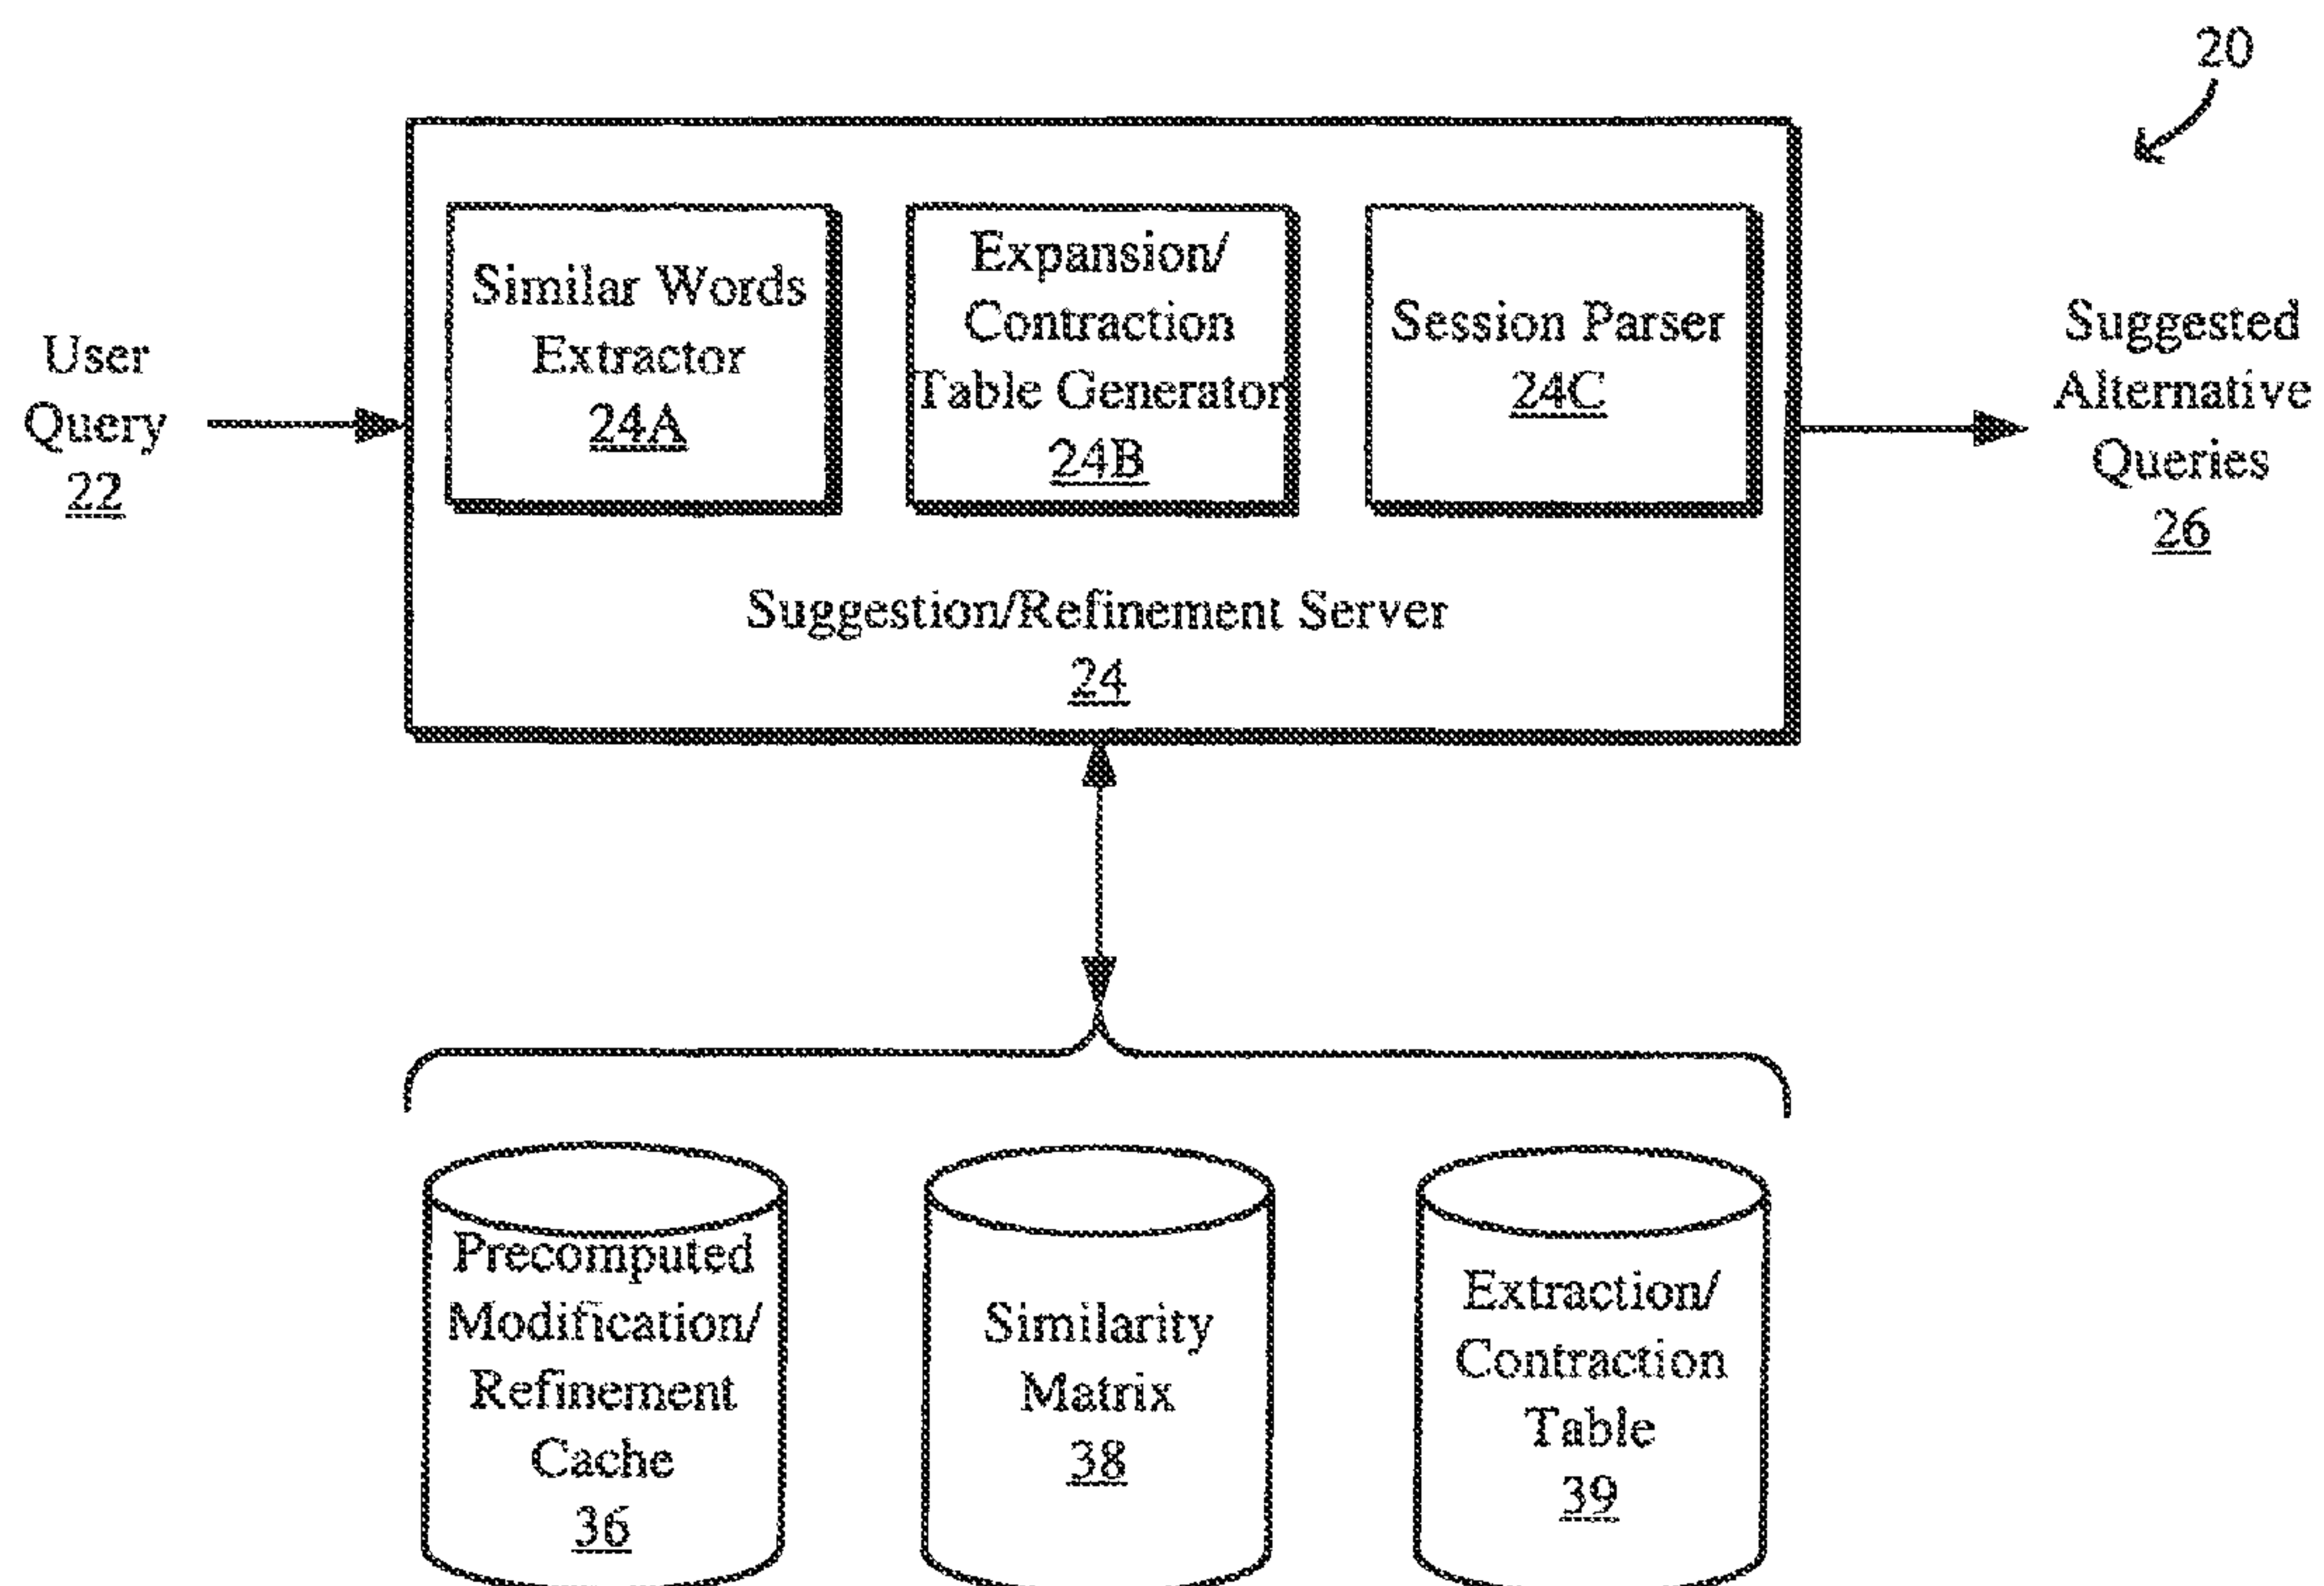 20
User
Query
22
Similar Words
Extractor
24A
Expansion/
Contraction
Table Generator
24B
Session Parser
24C
Suggestion/Refinement Server
24
Suggested
Alternative
Queries
26
Precomputed
Modification/
Refinement
Cache
36
Similarity
Matrix
38
Extraction/
Contraction
Table
39